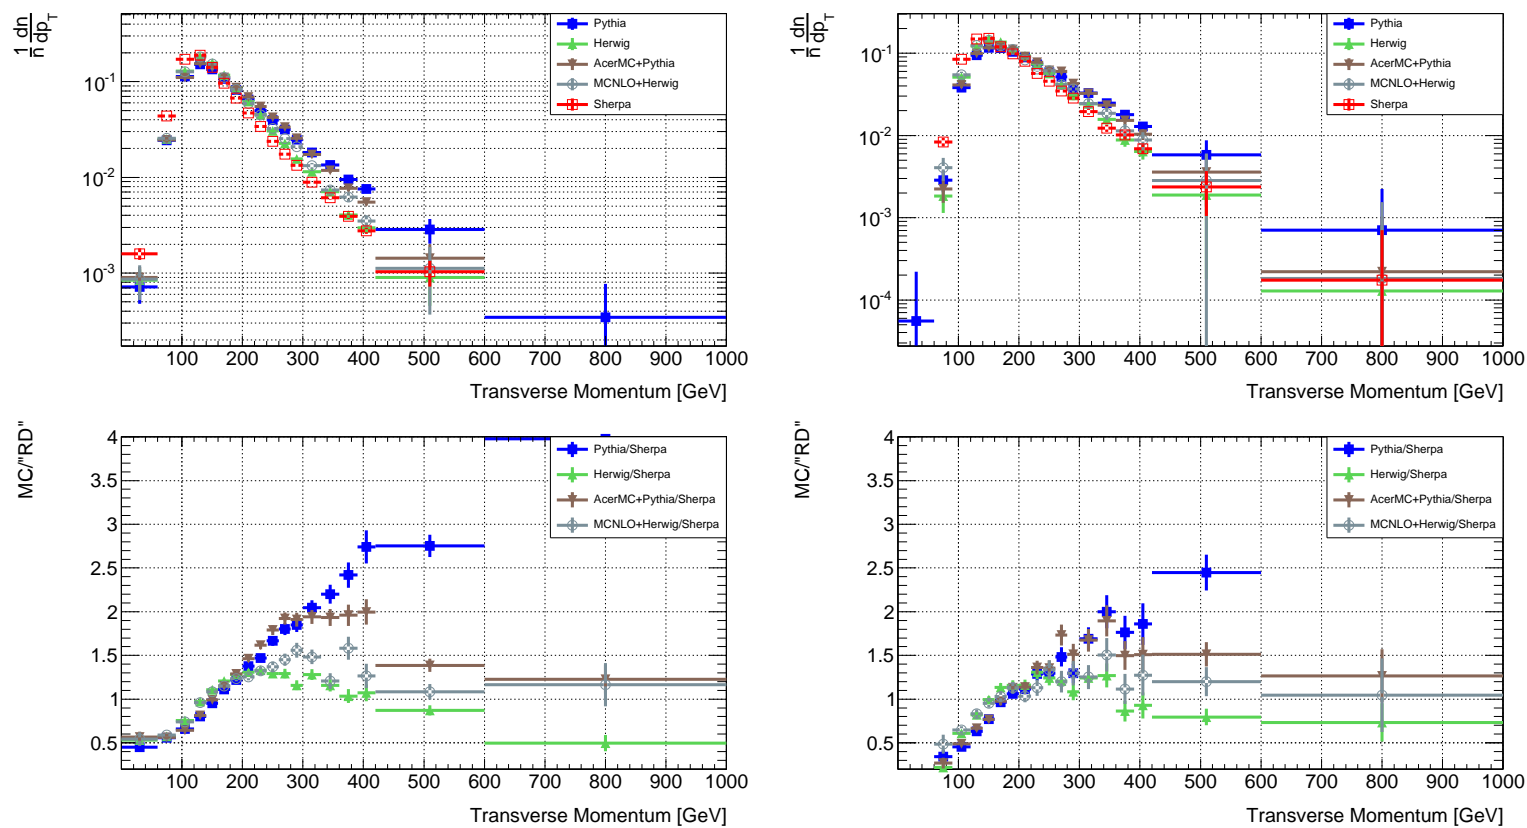 1/n dn/dp_T
10^-1
10^-2
10^-3
100 200 300 400 500 600 700 800 900 1000
Transverse Momentum [GeV]
Pythia
Herwig
AcerMC+Pythia
MCNLO+Herwig
Sherpa
1/n dn/dp_T
10^-1
10^-2
10^-3
10^-4
100 200 300 400 500 600 700 800 900 1000
Transverse Momentum [GeV]
Pythia
Herwig
AcerMC+Pythia
MCNLO+Herwig
Sherpa
MC/"RD"
4
3.5
3
2.5
2
1.5
1
0.5
100 200 300 400 500 600 700 800 900 1000
Transverse Momentum [GeV]
Pythia/Sherpa
Herwig/Sherpa
AcerMC+Pythia/Sherpa
MCNLO+Herwig/Sherpa
MC/"RD"
4
3.5
3
2.5
2
1.5
1
0.5
100 200 300 400 500 600 700 800 900 1000
Transverse Momentum [GeV]
Pythia/Sherpa
Herwig/Sherpa
AcerMC+Pythia/Sherpa
MCNLO+Herwig/Sherpa